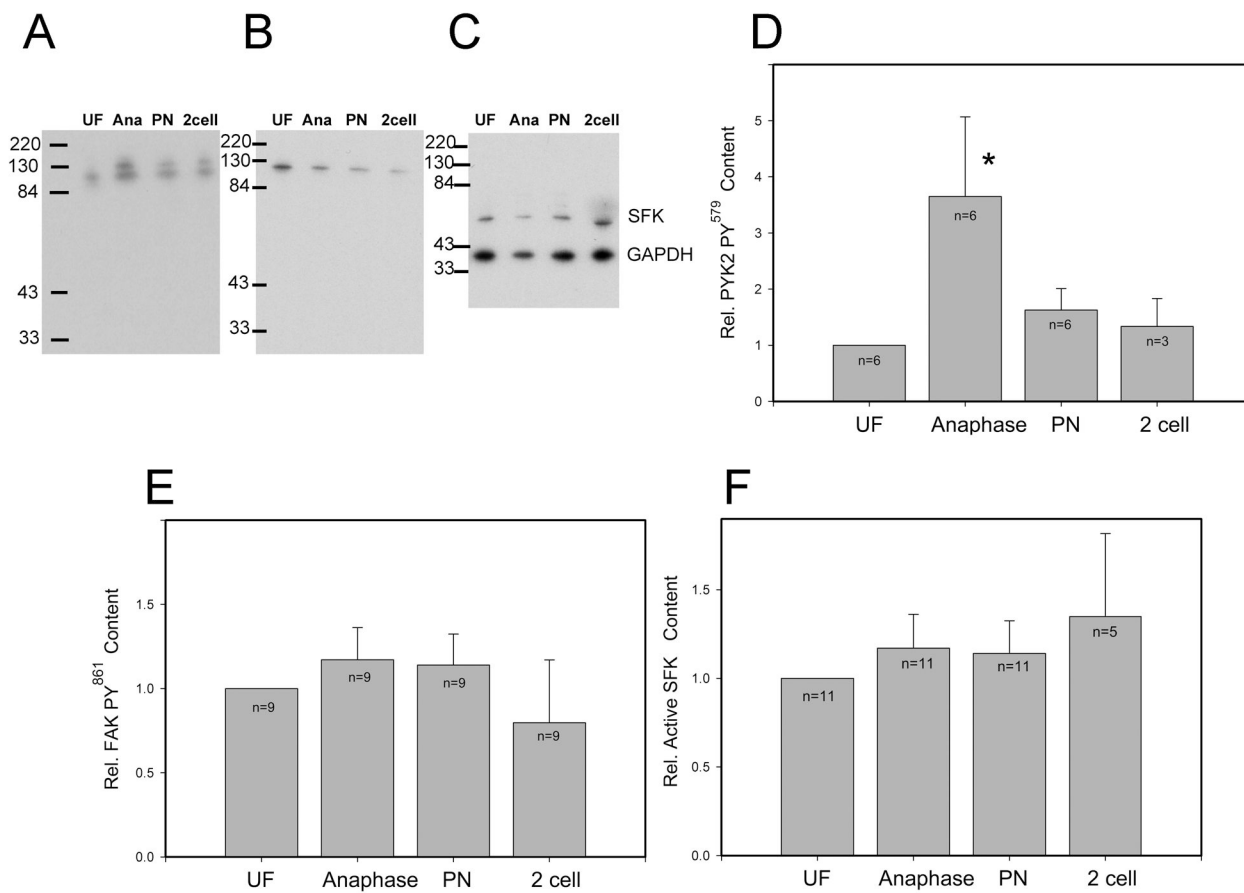 A
B
C
D
UF Ana PN 2cell
220
130
84
43
33
UF Ana PN 2cell
220
130
84
43
33
UF Ana PN 2cell
220
130
84
43
33
SFK
GAPDH
Rel. PYK2 PY579 Content
5
4
3
2
1
0
*
n=6
n=6
n=6
n=3
UF Anaphase PN 2 cell
E
F
Rel. FAK PY861 Content
1.5
1.0
0.5
0.0
n=9
n=9
n=9
n=9
UF Anaphase PN 2 cell
Rel. Active SFK Content
1.5
1.0
0.5
0.0
n=11
n=11
n=11
n=5
UF Anaphase PN 2 cell